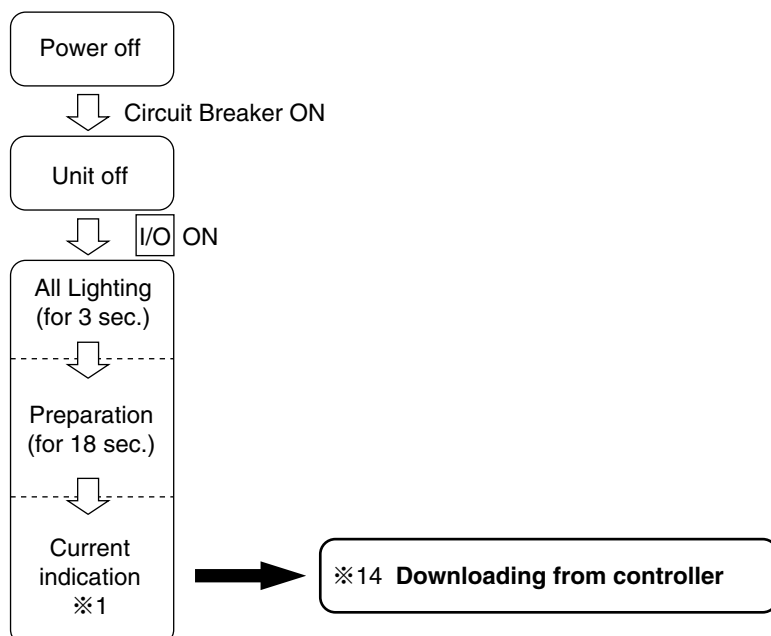 Power off
Circuit Breaker ON
Unit off
I/O ON
All Lighting
(for 3 sec.)
Preparation
(for 18 sec.)
Current
indication
※1
※14 Downloading from controller